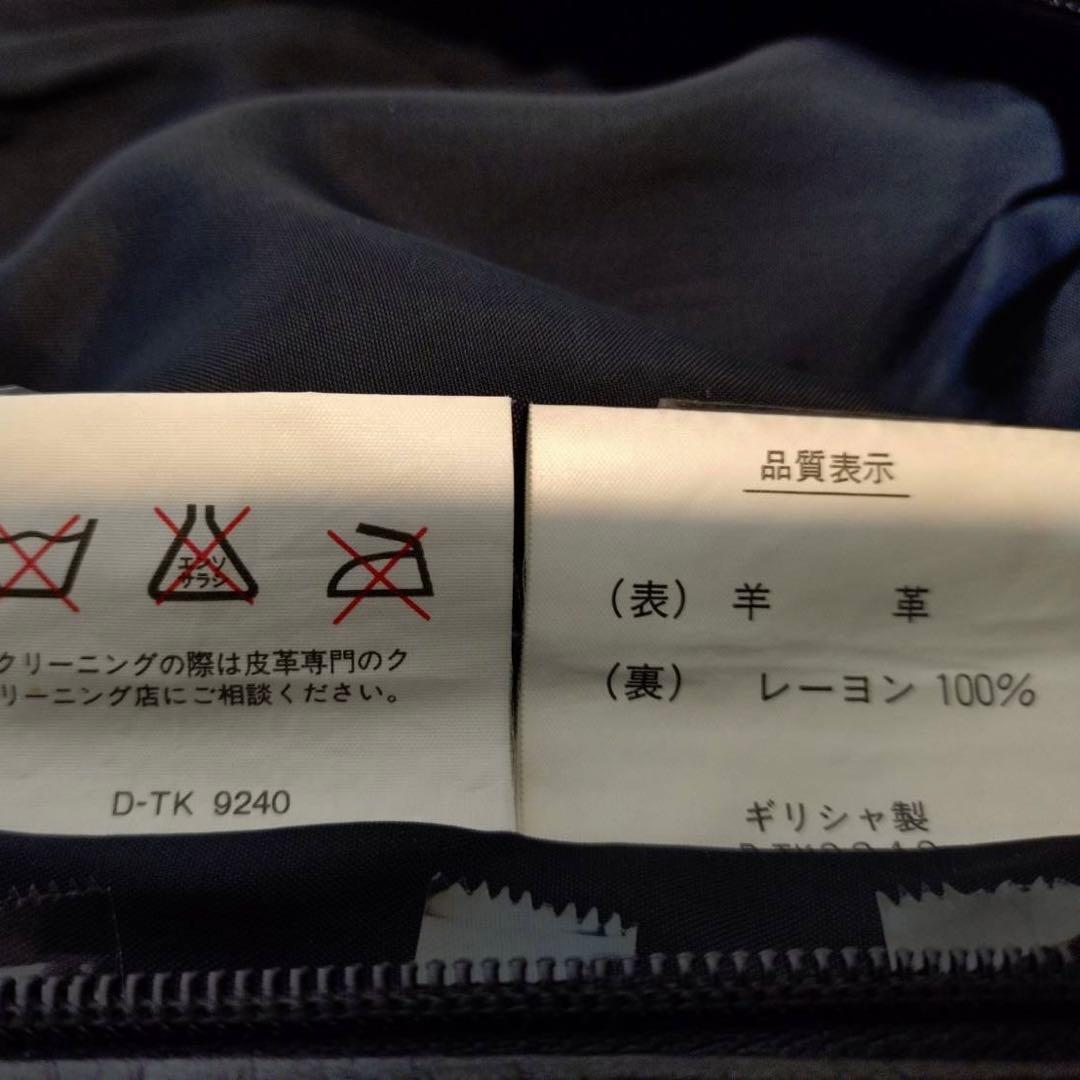 エンソ
サラシ
クリーニングの際は皮革専門のク
リーニング店にご相談ください。
D-TK 9240
品質表示
(表) 羊 革
(裏) レーヨン 100%
ギリシャ製